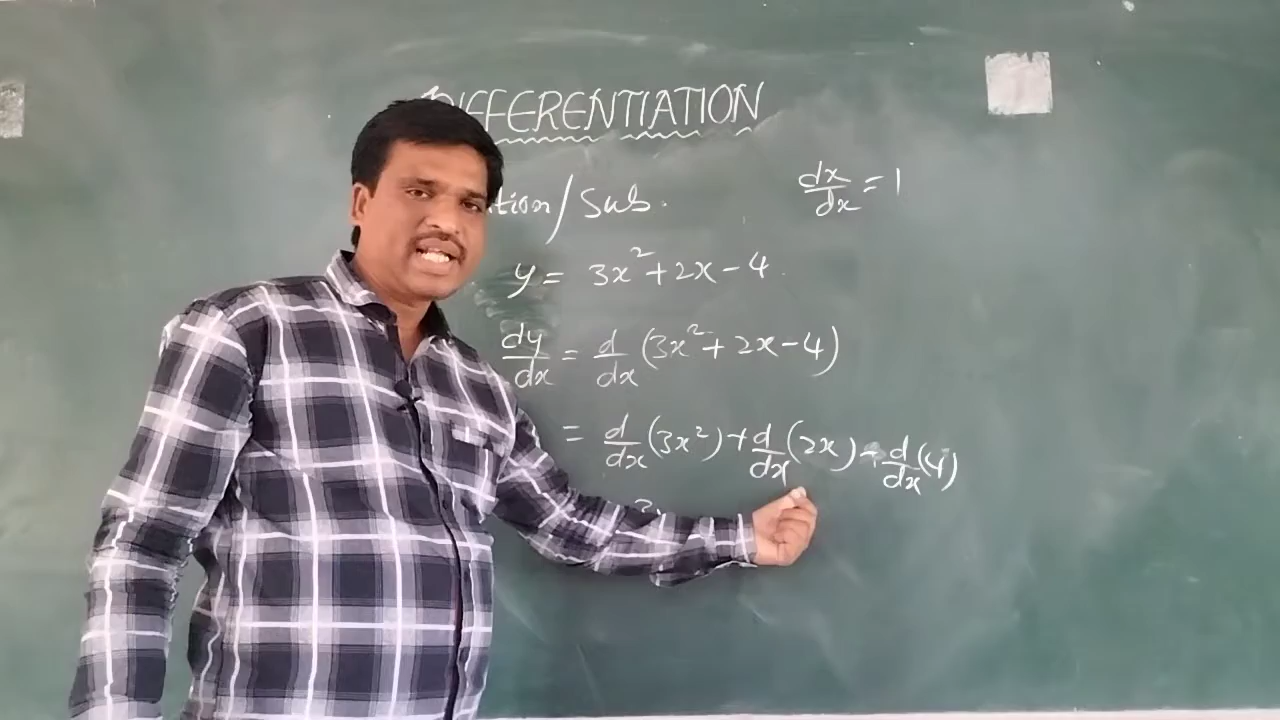 DIFFERENTIATION
/Sub.
dx/dx = 1
y = 3x² + 2x - 4
dy/dx = d/dx (3x² + 2x - 4)
= d/dx (3x²) + d/dx (2x) - d/dx (4)